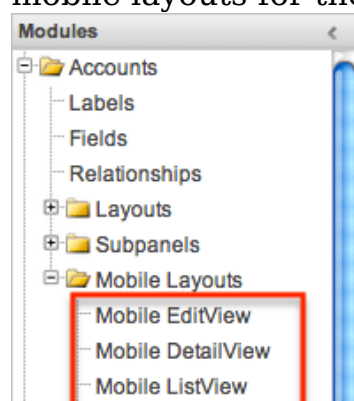 mobile layouts for the
Modules
Accounts
Labels
Fields
Relationships
Layouts
Subpanels
Mobile Layouts
Mobile EditView
Mobile DetailView
Mobile ListView